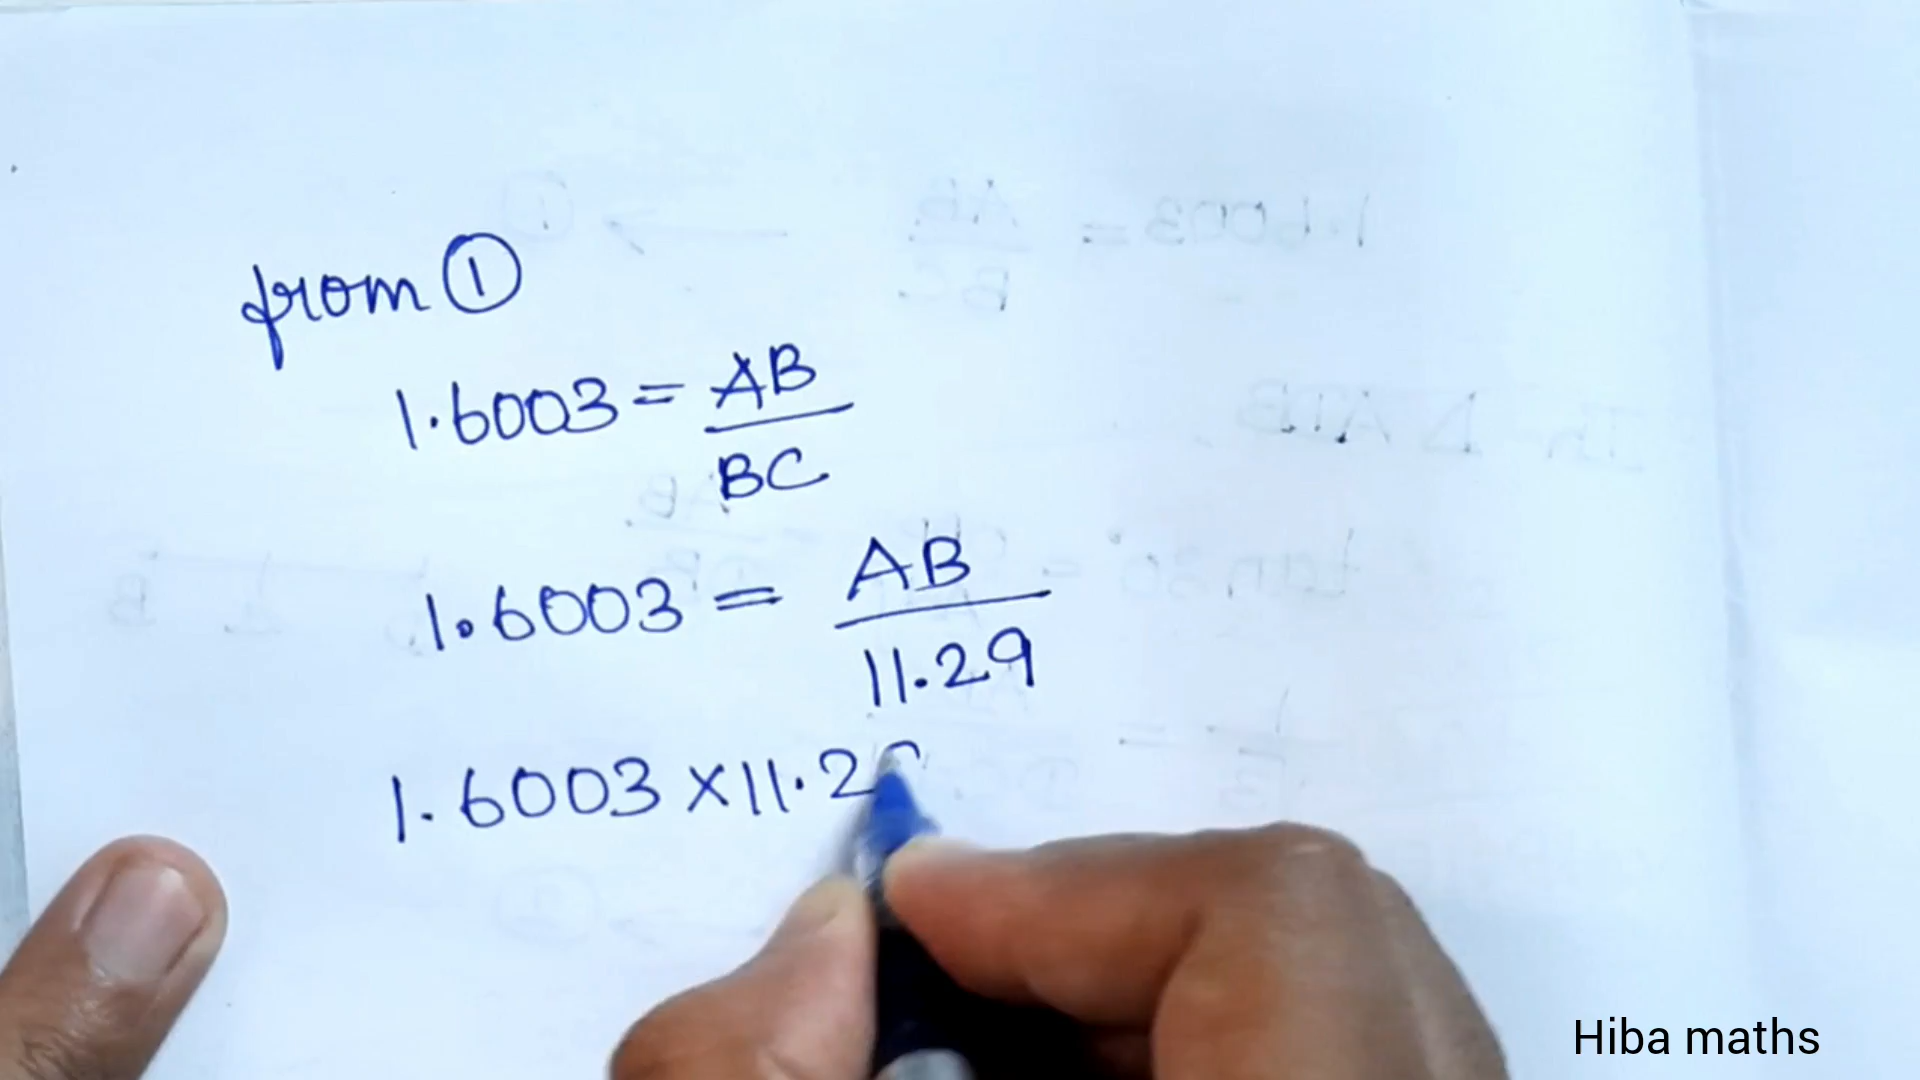 from ①
1.6003 = AB
BC
1.6003 = AB
11.29
1.6003 × 11.2
Hiba maths